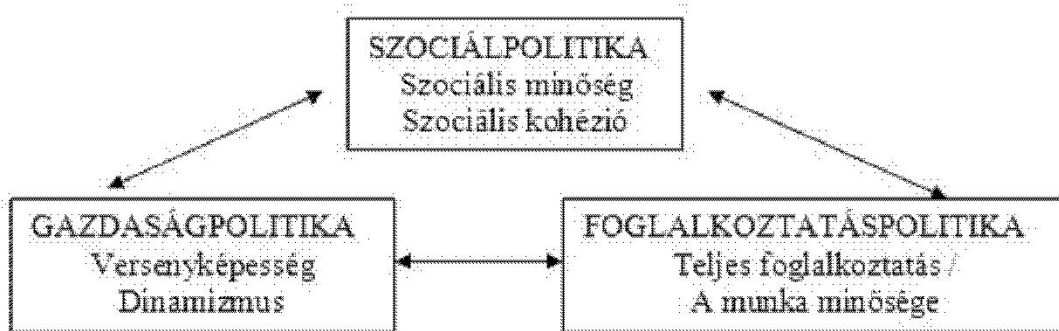 SZOCIÁLPOLITIKA
Szociális minőség
Szociális kohézió
GAZDASÁGPOLITIKA
Versenyképesség
Dinamizmus
FOGLALKOZTATÁSPOLITIKA
Teljes foglalkoztatás /
A munka minősége